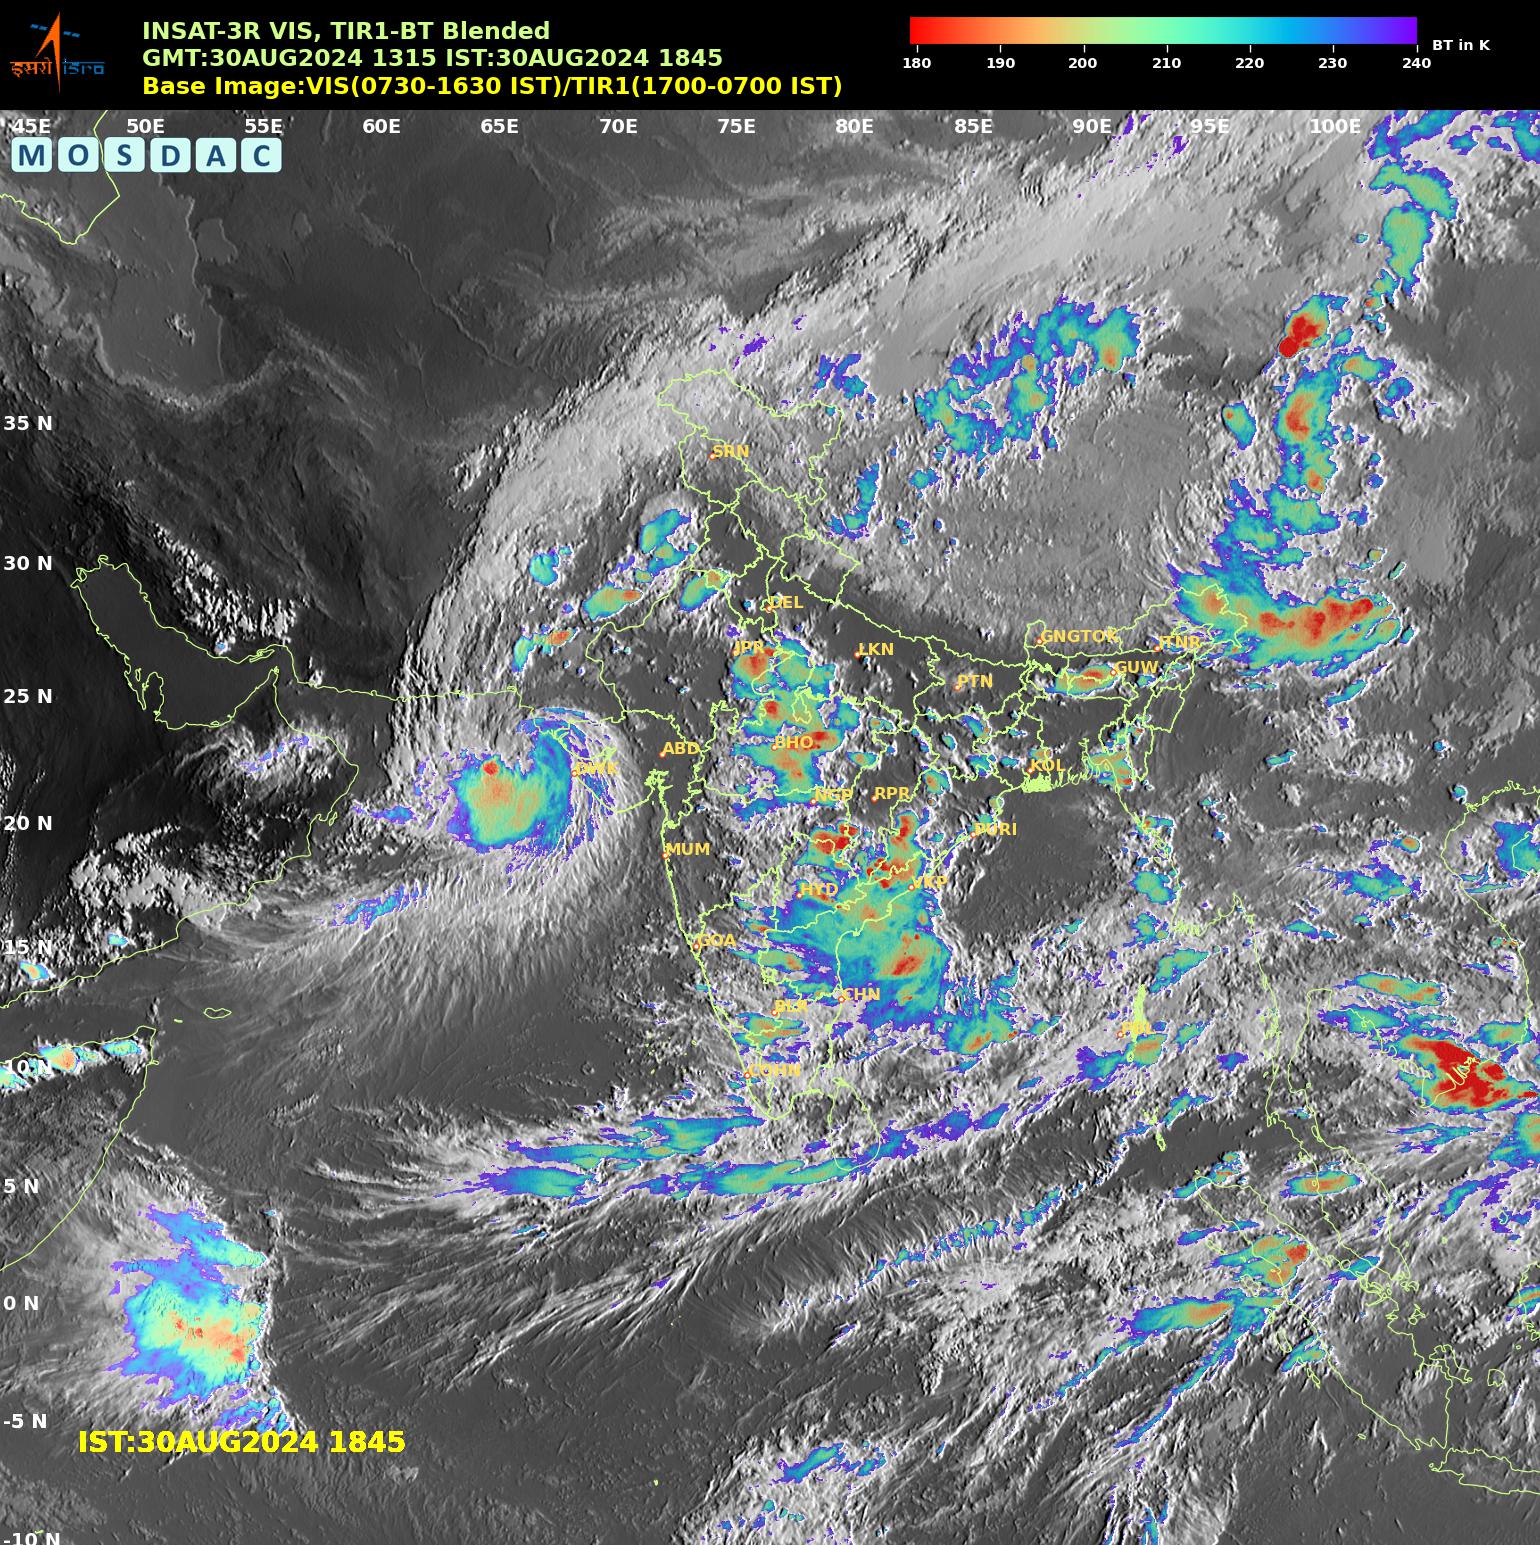 INSAT-3R VIS, TIR1-BT Blended
GMT:30AUG2024 1315 IST:30AUG2024 1845
Base Image:VIS(0730-1630 IST)/TIR1(1700-0700 IST)
BT in K
180 190 200 210 220 230 240
इसरो isro
45E 50E 55E 60E 65E 70E 75E 80E 85E 90E 95E 100E
MOSDAC
35 N
SRN
30 N
DEL
GNGTOK
ITNR
JPR
LKN
GUW
PTN
25 N
BHO
ABD
KOL
DWK
NGP
RPR
20 N
PURI
MUM
VKP
HYD
GOA
15 N
CHN
BLR
PBL
10 N
COHN
5 N
0 N
-5 N
IST:30AUG2024 1845
-10 N